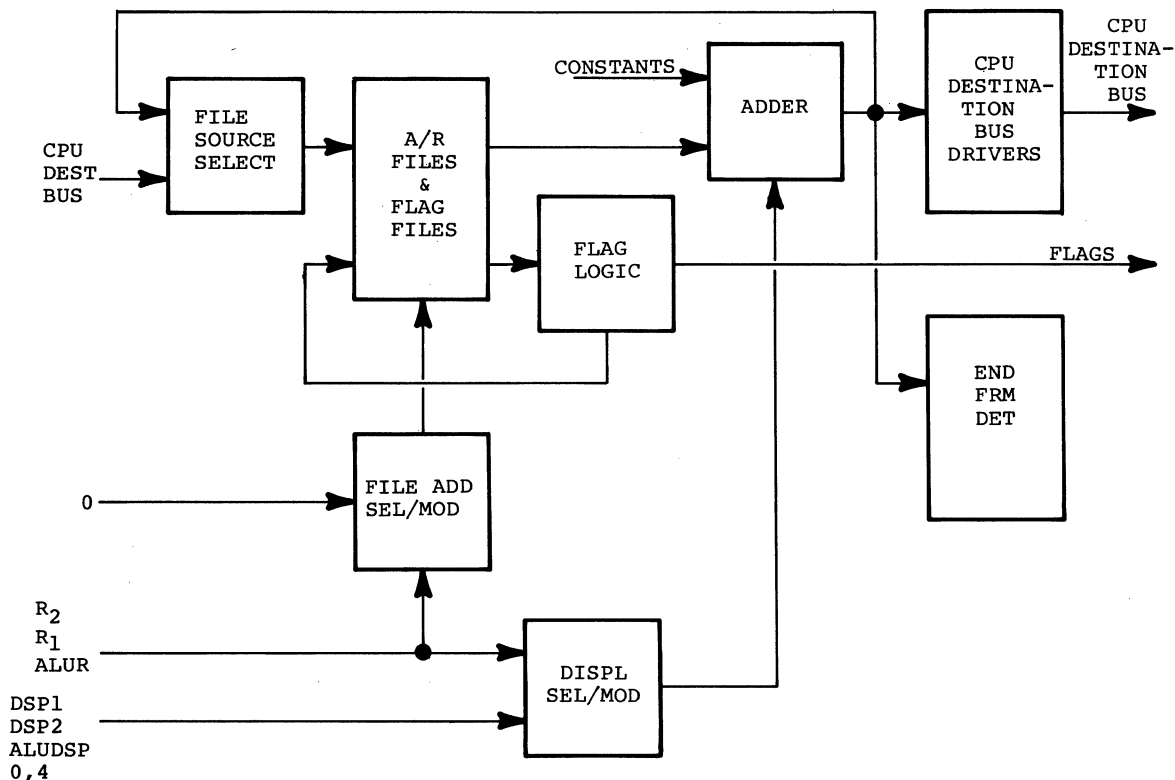 CPU
DESTINA-
TION
BUS
CONSTANTS
ADDER
CPU
DESTINA-
TION
BUS
DRIVERS
FILE
SOURCE
SELECT
A/R
FILES
&
FLAG
FILES
CPU
DEST
BUS
FLAG
LOGIC
FLAGS
END
FRM
DET
0
FILE ADD
SEL/MOD
R2
R1
ALUR
DISPL
SEL/MOD
DSP1
DSP2
ALUDSP
0,4